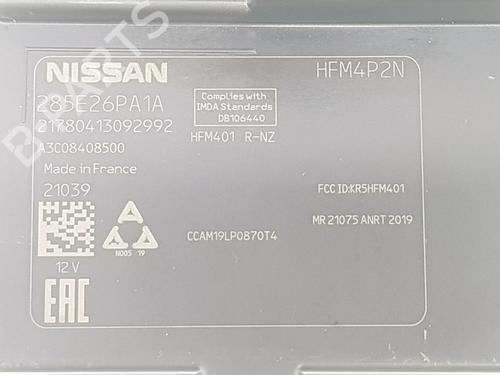 NISSAN
HFM4P2N
285E26PA1A
Complies with
IMDA Standards
DB106440
21780413092992
HFM401 R-NZ
A3C08408500
Made in France
21039
FCC ID:KR5HFM401
MR 21075 ANRT 2019
CCAM19LP0870T4
N005 19
12 V
EAC
B-PARTS